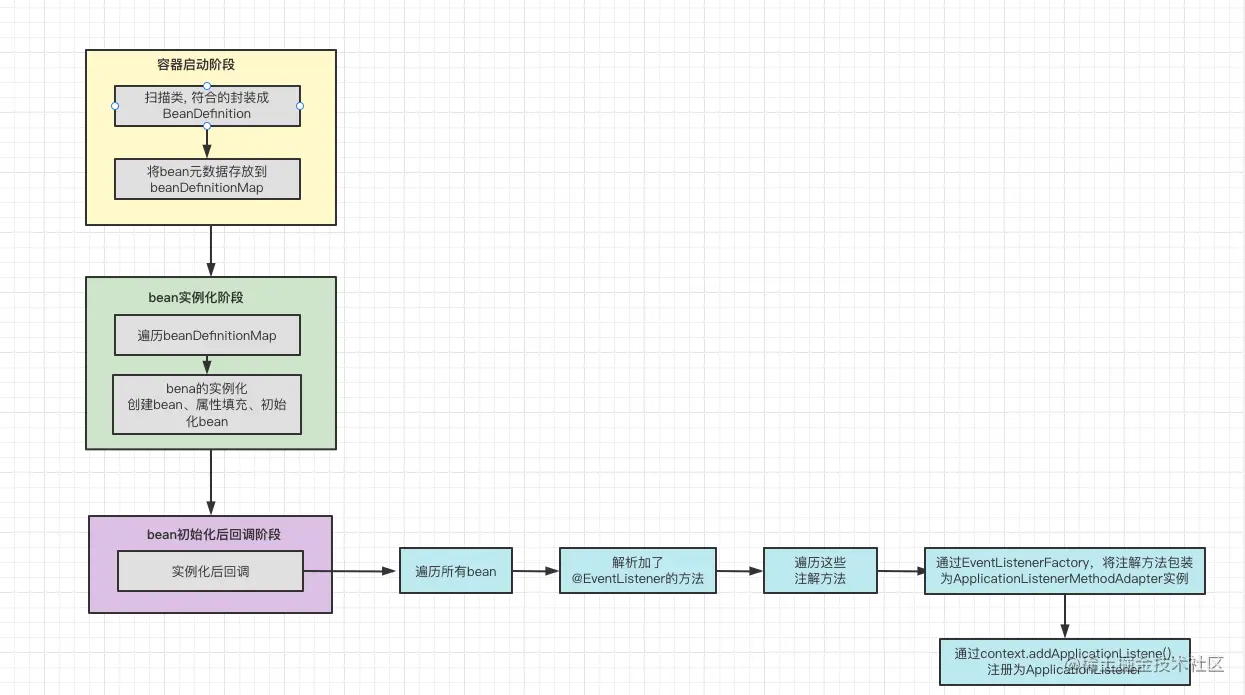 容器启动阶段
扫描类, 符合的封装成
BeanDefinition
将bean元数据存放到
beanDefinitionMap
bean实例化阶段
遍历beanDefinitionMap
bena的实例化
创建bean、属性填充、初始
化bean
bean初始化后回调阶段
实例化后回调
遍历所有bean
解析加了
@EventListener的方法
遍历这些
注解方法
通过EventListenerFactory，将注解方法包装
为ApplicationListenerMethodAdapter实例
通过context.addApplicationListene(),
注册为ApplicationListener
@稀土掘金技术社区